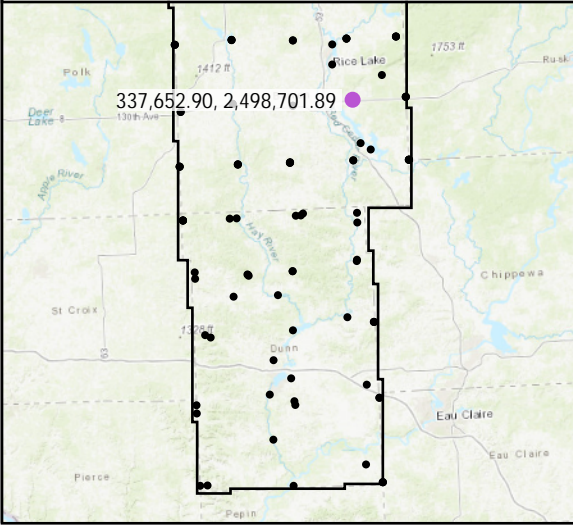 1753 ft
Rice Lake
Rusk
1412 ft
Polk
337,652.90, 2,498,701.89
Deer
Lake
8
130th Ave
Red Cedar River
Apple River
Hay River
Chippewa
St Croix
1328 ft
63
Dunn
Eau Claire
Eau Claire
Pierce
Pepin